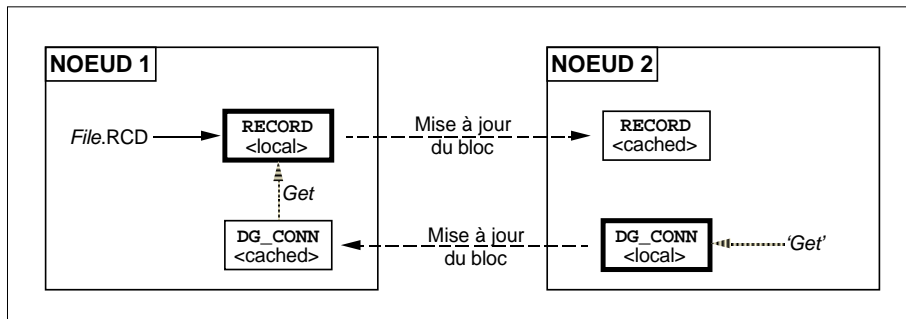 NOEUD 1
NOEUD 2
File.RCD
RECORD
<local>
Mise à jour
du bloc
RECORD
<cached>
Get
DG_CONN
<cached>
Mise à jour
du bloc
DG_CONN
<local>
‘Get’